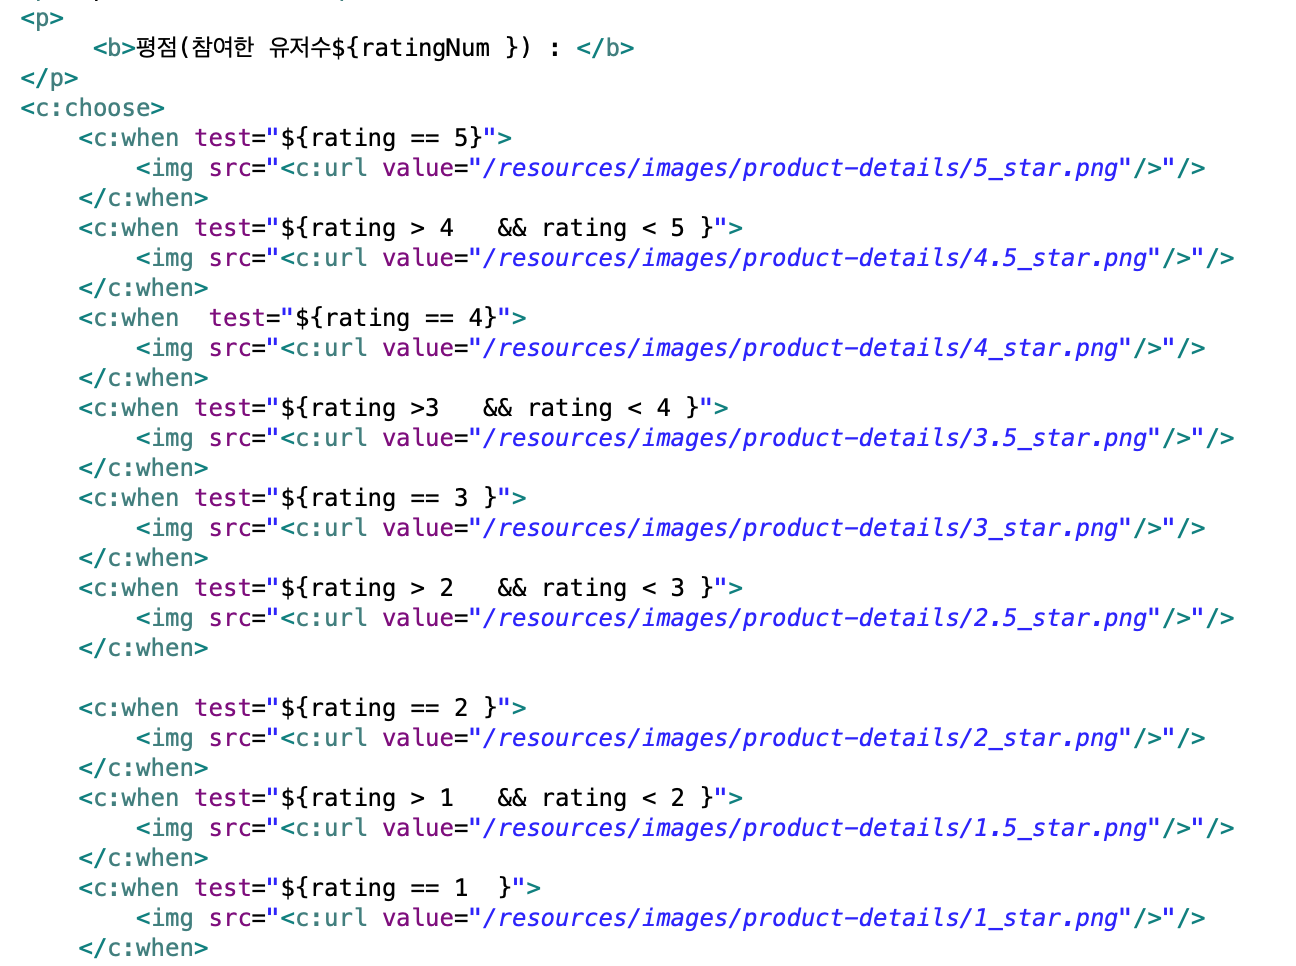 <p>
<b>평점(참여한 유저수${ratingNum }) : </b>
</p>
<c:choose>
<c:when test="${rating == 5}">
<img src="<c:url value="/resources/images/product-details/5_star.png"/>"/>
</c:when>
<c:when test="${rating > 4   && rating < 5 }">
<img src="<c:url value="/resources/images/product-details/4.5_star.png"/>"/>
</c:when>
<c:when  test="${rating == 4}">
<img src="<c:url value="/resources/images/product-details/4_star.png"/>"/>
</c:when>
<c:when test="${rating >3   && rating < 4 }">
<img src="<c:url value="/resources/images/product-details/3.5_star.png"/>"/>
</c:when>
<c:when test="${rating == 3 }">
<img src="<c:url value="/resources/images/product-details/3_star.png"/>"/>
</c:when>
<c:when test="${rating > 2   && rating < 3 }">
<img src="<c:url value="/resources/images/product-details/2.5_star.png"/>"/>
</c:when>
<c:when test="${rating == 2 }">
<img src="<c:url value="/resources/images/product-details/2_star.png"/>"/>
</c:when>
<c:when test="${rating > 1   && rating < 2 }">
<img src="<c:url value="/resources/images/product-details/1.5_star.png"/>"/>
</c:when>
<c:when test="${rating == 1  }">
<img src="<c:url value="/resources/images/product-details/1_star.png"/>"/>
</c:when>